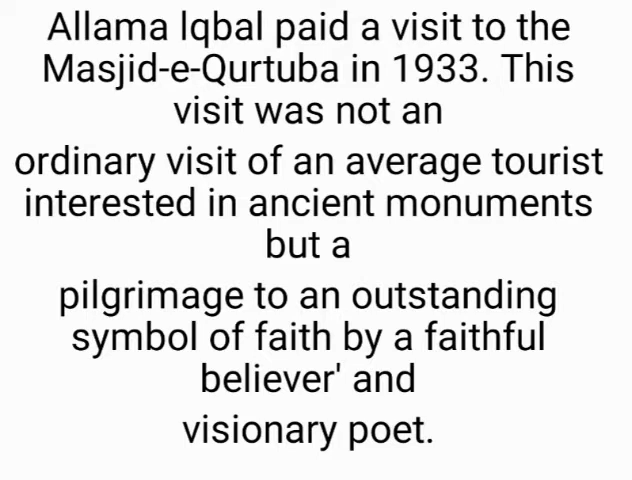 Allama lqbal paid a visit to the
Masjid-e-Qurtuba in 1933. This
visit was not an
ordinary visit of an average tourist
interested in ancient monuments
but a
pilgrimage to an outstanding
symbol of faith by a faithful
believer' and
visionary poet.